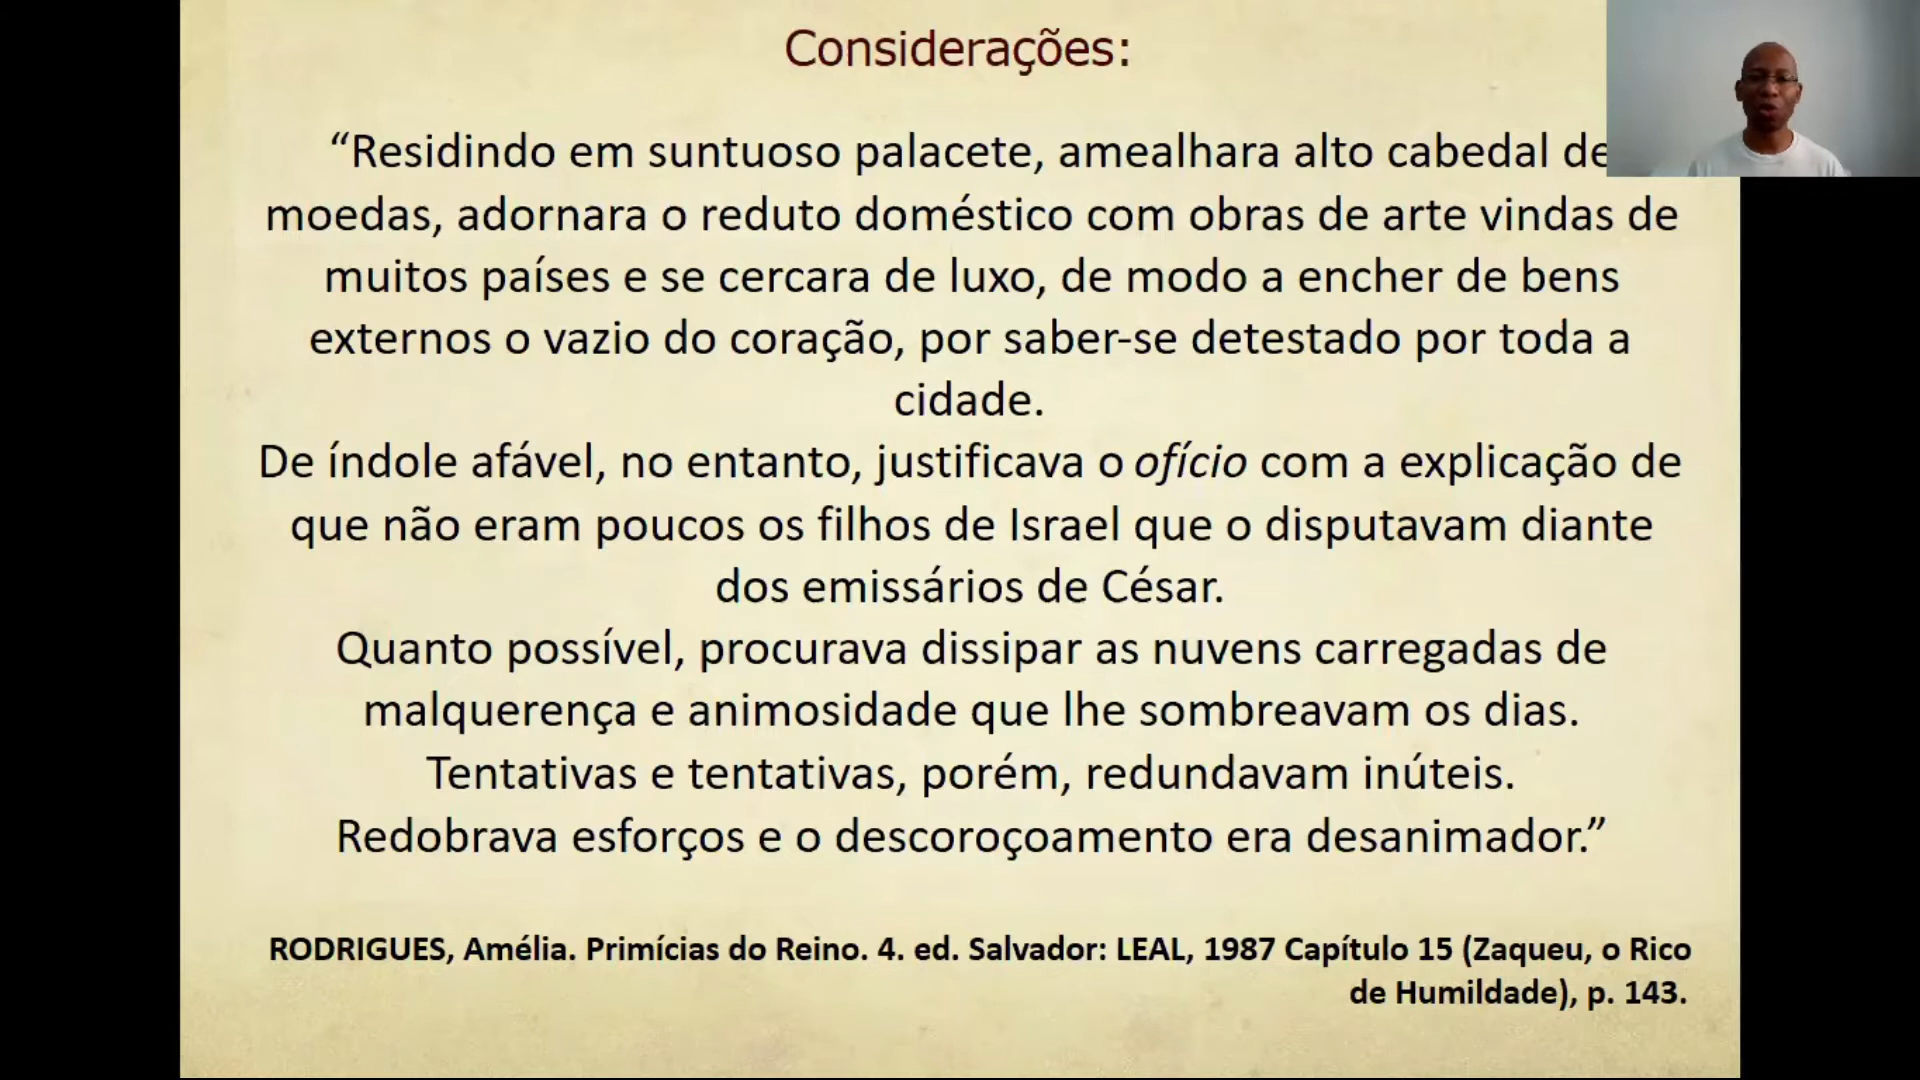 Considerações:
“Residindo em suntuoso palacete, amealhara alto cabedal de
moedas, adornara o reduto doméstico com obras de arte vindas de
muitos países e se cercara de luxo, de modo a encher de bens
externos o vazio do coração, por saber-se detestado por toda a
cidade.
De índole afável, no entanto, justificava o ofício com a explicação de
que não eram poucos os filhos de Israel que o disputavam diante
dos emissários de César.
Quanto possível, procurava dissipar as nuvens carregadas de
malquerença e animosidade que lhe sombreavam os dias.
Tentativas e tentativas, porém, redundavam inúteis.
Redobrava esforços e o descoroçoamento era desanimador.”
RODRIGUES, Amélia. Primícias do Reino. 4. ed. Salvador: LEAL, 1987 Capítulo 15 (Zaqueu, o Rico
de Humildade), p. 143.